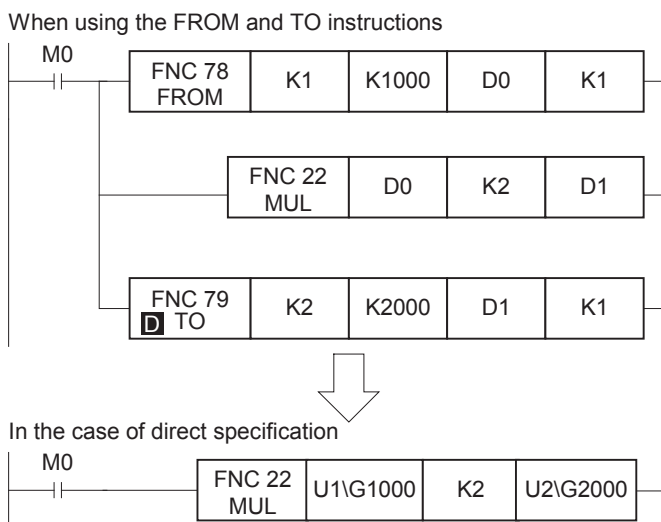 When using the FROM and TO instructions
M0
FNC 78 FROM K1 K1000 D0 K1
FNC 22 MUL D0 K2 D1
FNC 79 D TO K2 K2000 D1 K1
In the case of direct specification
M0
FNC 22 MUL U1\G1000 K2 U2\G2000